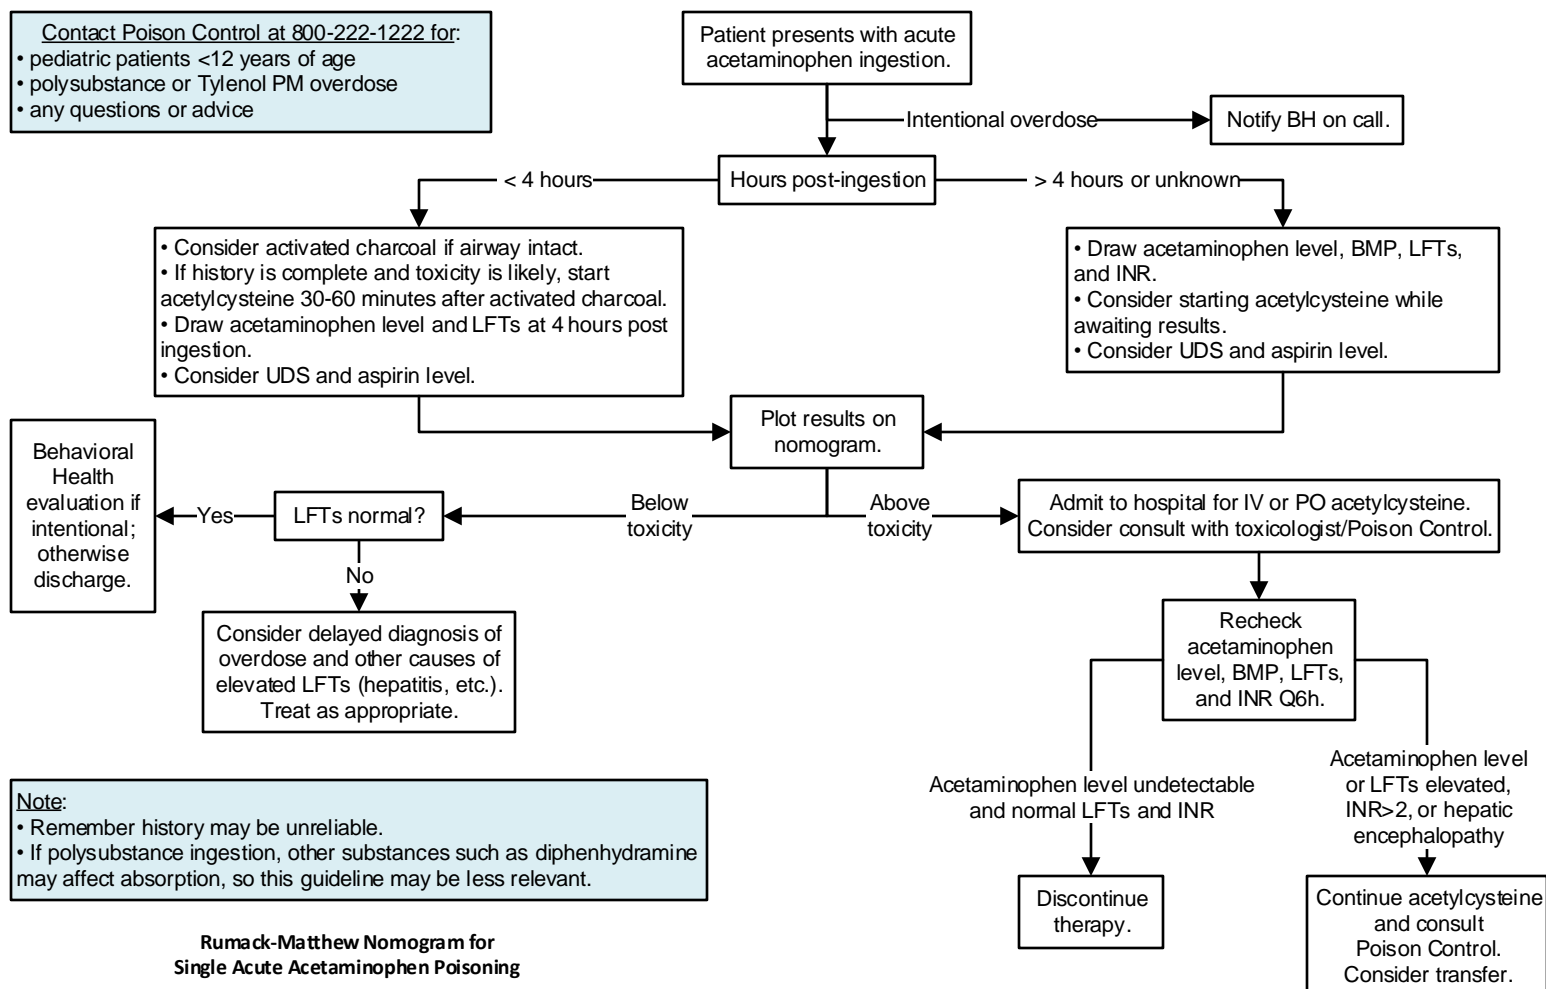 Contact Poison Control at 800-222-1222 for:
• pediatric patients <12 years of age
• polysubstance or Tylenol PM overdose
• any questions or advice
Patient presents with acute
acetaminophen ingestion.
Intentional overdose
Notify BH on call.
Hours post-ingestion
< 4 hours
> 4 hours or unknown
• Consider activated charcoal if airway intact.
• If history is complete and toxicity is likely, start
acetylcysteine 30-60 minutes after activated charcoal.
• Draw acetaminophen level and LFTs at 4 hours post
ingestion.
• Consider UDS and aspirin level.
• Draw acetaminophen level, BMP, LFTs,
and INR.
• Consider starting acetylcysteine while
awaiting results.
• Consider UDS and aspirin level.
Plot results on
nomogram.
Below
toxicity
Above
toxicity
LFTs normal?
Yes
Behavioral
Health
evaluation if
intentional;
otherwise
discharge.
No
Consider delayed diagnosis of
overdose and other causes of
elevated LFTs (hepatitis, etc.).
Treat as appropriate.
Admit to hospital for IV or PO acetylcysteine.
Consider consult with toxicologist/Poison Control.
Recheck
acetaminophen
level, BMP, LFTs,
and INR Q6h.
Acetaminophen level undetectable
and normal LFTs and INR
Acetaminophen level
or LFTs elevated,
INR>2, or hepatic
encephalopathy
Discontinue
therapy.
Continue acetylcysteine
and consult
Poison Control.
Consider transfer.
Note:
• Remember history may be unreliable.
• If polysubstance ingestion, other substances such as diphenhydramine
may affect absorption, so this guideline may be less relevant.
Rumack-Matthew Nomogram for
Single Acute Acetaminophen Poisoning